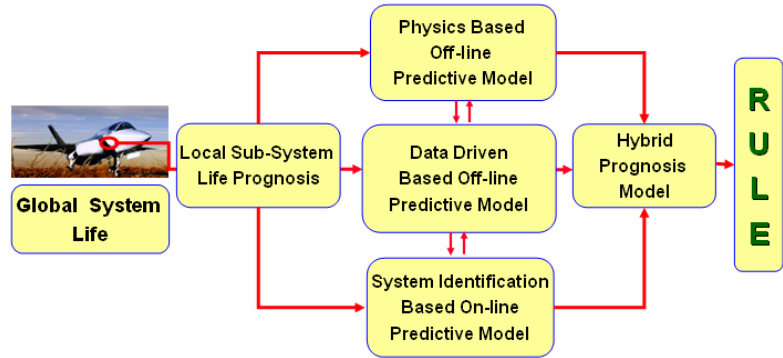 Physics Based
Off-line
Predictive Model
Local Sub-System
Life Prognosis
Data Driven
Based Off-line
Predictive Model
Hybrid
Prognosis
Model
R
U
L
E
Global System
Life
System Identification
Based On-line
Predictive Model